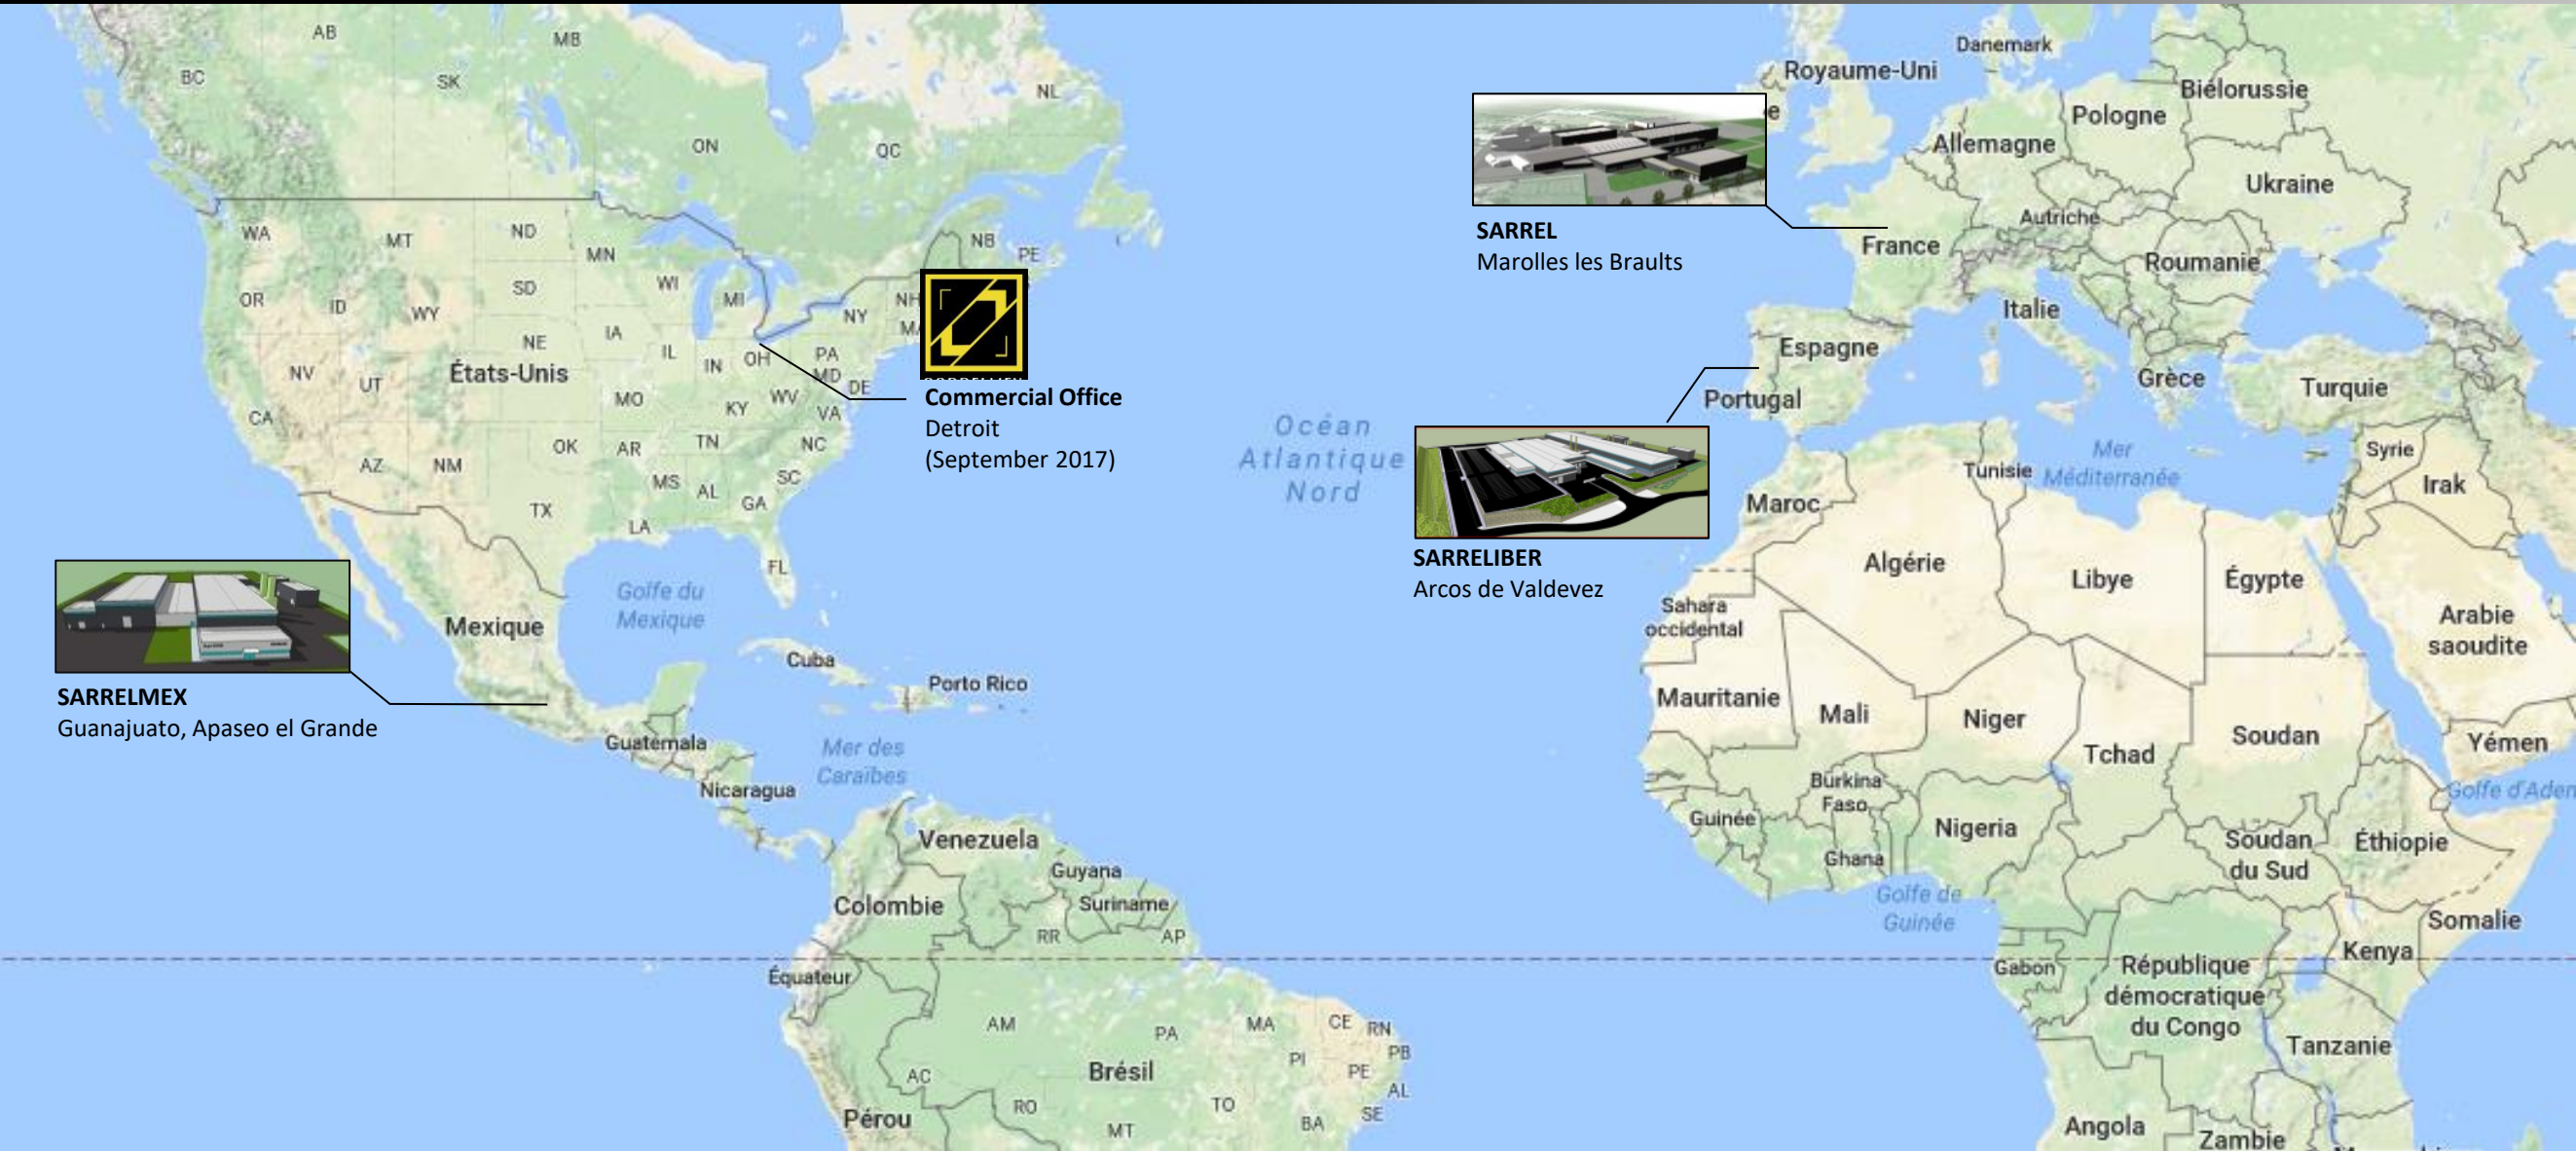 AB
MB
BC
SK
NL
ON
QC
WA
MT
ND
MN
NB
PE
OR
ID
WY
SD
WI
MI
NY
NH
NE
IA
IL
IN
OH
PA
MD
DE
NV
UT
États-Unis
MO
KY
WV
VA
CA
OK
AR
TN
NC
AZ
NM
MS
AL
SC
GA
TX
LA
FL
Commercial Office
Detroit
(September 2017)
Golfe du
Mexique
Mexique
SARRELMEX
Guanajuato, Apaseo el Grande
Cuba
Porto Rico
Guatemala
Mer des
Caraïbes
Nicaragua
Venezuela
Guyana
Suriname
Colombie
RR
AP
Équateur
AM
PA
MA
CE
RN
PB
PI
PE
AL
SE
AC
Brésil
RO
TO
BA
MT
Pérou
Océan
Atlantique
Nord
Danemark
Royaume-Uni
Biélorussie
Pologne
Allemagne
Ukraine
Autriche
France
Roumanie
SARREL
Marolles les Braults
Italie
Espagne
Portugal
Grèce
Turquie
SARRELIBER
Arcos de Valdevez
Tunisie
Mer
Méditerranée
Syrie
Irak
Maroc
Algérie
Libye
Égypte
Sahara
occidental
Arabie
saoudite
Mauritanie
Mali
Niger
Tchad
Soudan
Yémen
Golfe d'Aden
Burkina
Faso
Guinée
Ghana
Nigeria
Soudan
du Sud
Éthiopie
Golfe de
Guinée
Somalie
Kenya
Gabon
République
démocratique
du Congo
Tanzanie
Angola
Zambie